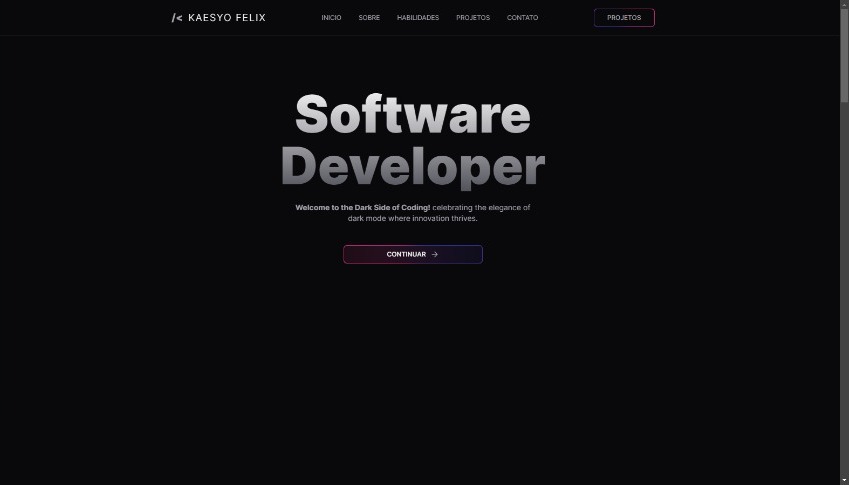 /< KAESYO FELIX
INICIO
SOBRE
HABILIDADES
PROJETOS
CONTATO
PROJETOS
Software
Developer
Welcome to the Dark Side of Coding! celebrating the elegance of
dark mode where innovation thrives.
CONTINUAR →